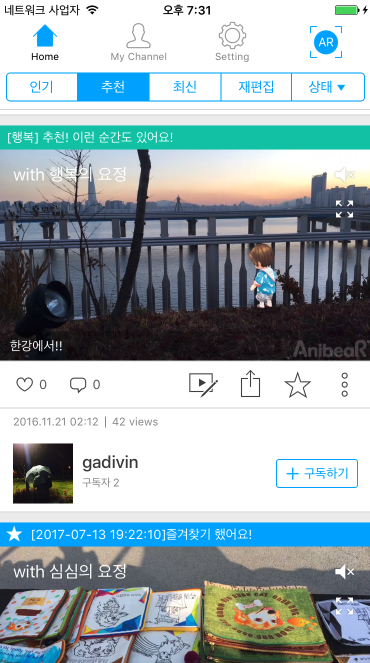 네트워크 사업자 오후 7:31
Home My Channel Setting AR
인기 추천 최신 재편집 상태
[행복] 추천! 이런 순간도 있어요!
with 행복의 요정
한강에서!!
AnibeaR
0 0
2016.11.21 02:12 | 42 views
gadivin
구독자 2
+ 구독하기
[2017-07-13 19:22:10]즐겨찾기 했어요!
with 심심의 요정